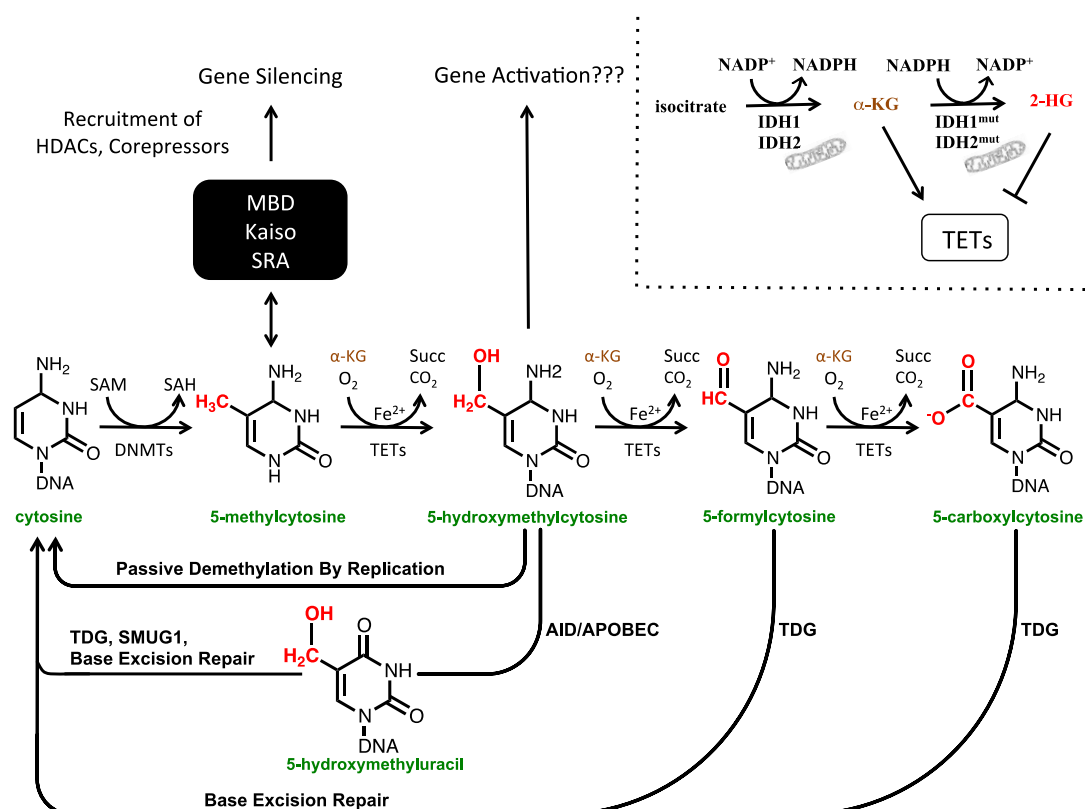 Gene Silencing
Recruitment of
HDACs, Corepressors
MBD
Kaiso
SRA
Gene Activation???
NADP⁺ NADPH NADPH NADP⁺
isocitrate α-KG 2-HG
IDH1 IDH1ᵐᵘᵗ
IDH2 IDH2ᵐᵘᵗ
TETs
NH₂
NH
O
N
DNA
cytosine
SAM SAH
DNMTs
NH₂
H₃C
NH
O
N
H
5-methylcytosine
α-KG Succ
O₂ CO₂
Fe²⁺
TETs
OH
H₂C
NH2
NH
O
N
DNA
5-hydroxymethylcytosine
α-KG Succ
O₂ CO₂
Fe²⁺
TETs
O
HC
NH₂
NH
O
N
DNA
5-formylcytosine
α-KG Succ
O₂ CO₂
Fe²⁺
TETs
O
⁻O C
NH₂
NH
O
N
DNA
5-carboxylcytosine
Passive Demethylation By Replication
TDG, SMUG1,
Base Excision Repair
OH
H₂C
O
NH
O
N
DNA
5-hydroxymethyluracil
AID/APOBEC
TDG
TDG
Base Excision Repair